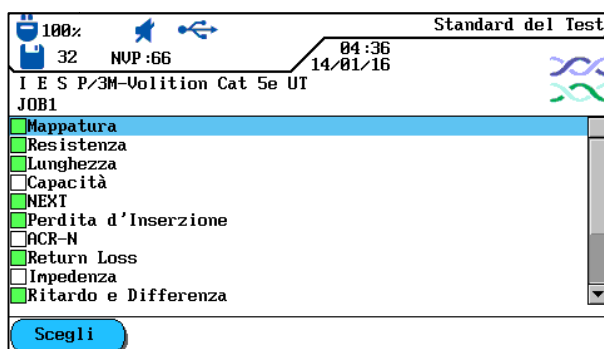 100% Standard del Test
32 NVP:66 04:36
14/01/16
I E S P/3M-Volition Cat 5e UT
JOB1
Mappatura
Resistenza
Lunghezza
Capacità
NEXT
Perdita d'Inserzione
ACR-N
Return Loss
Impedenza
Ritardo e Differenza
Scegli